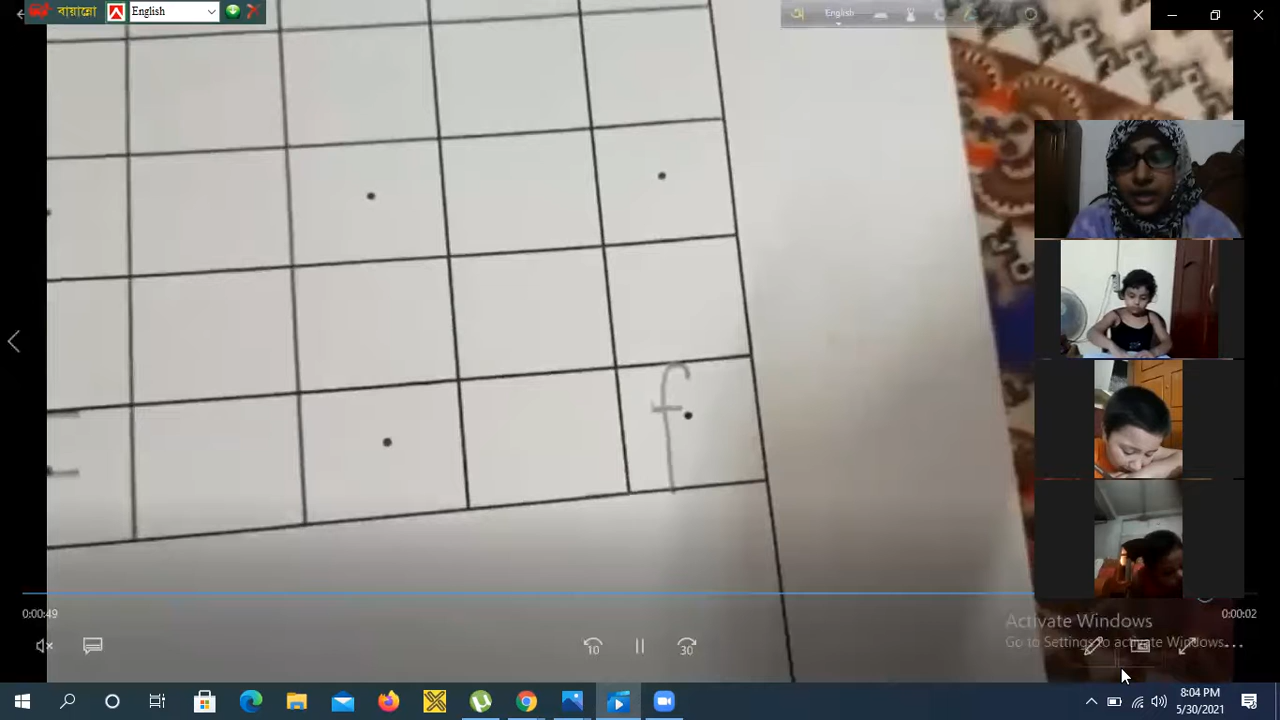 বায়ান্নো English
English
f
0:00:49
0:00:02
10
30
Activate Windows
Go to Settings to activate Windows.
8:04 PM
5/30/2021